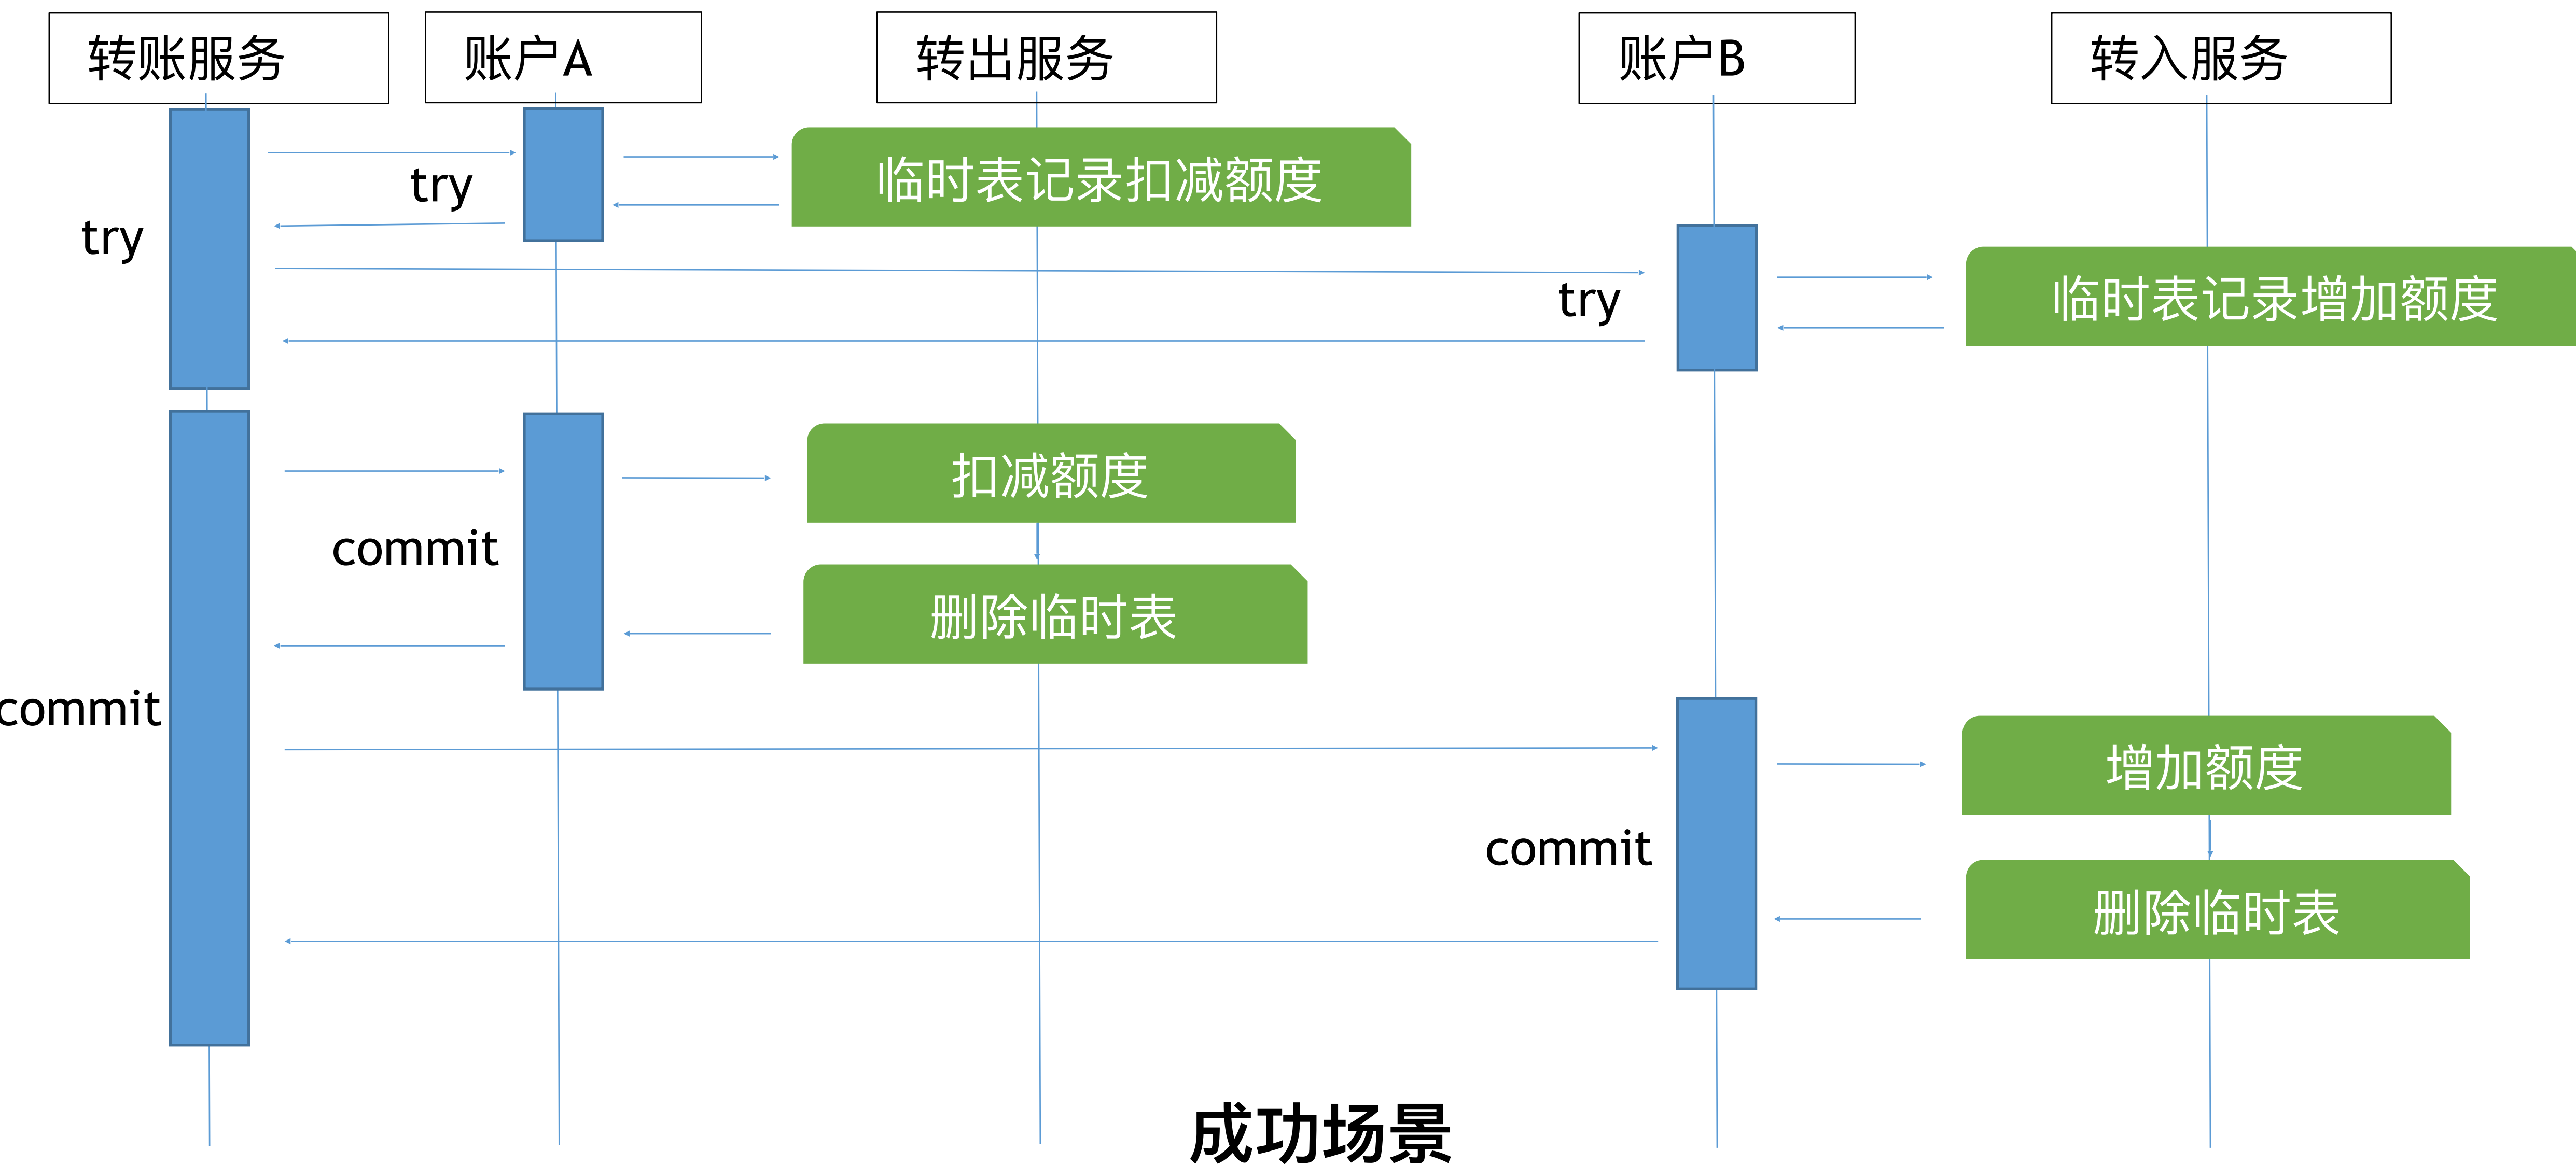 转账服务
账户A
转出服务
账户B
转入服务
临时表记录扣减额度
try
try
临时表记录增加额度
try
扣减额度
commit
删除临时表
commit
增加额度
commit
删除临时表
成功场景